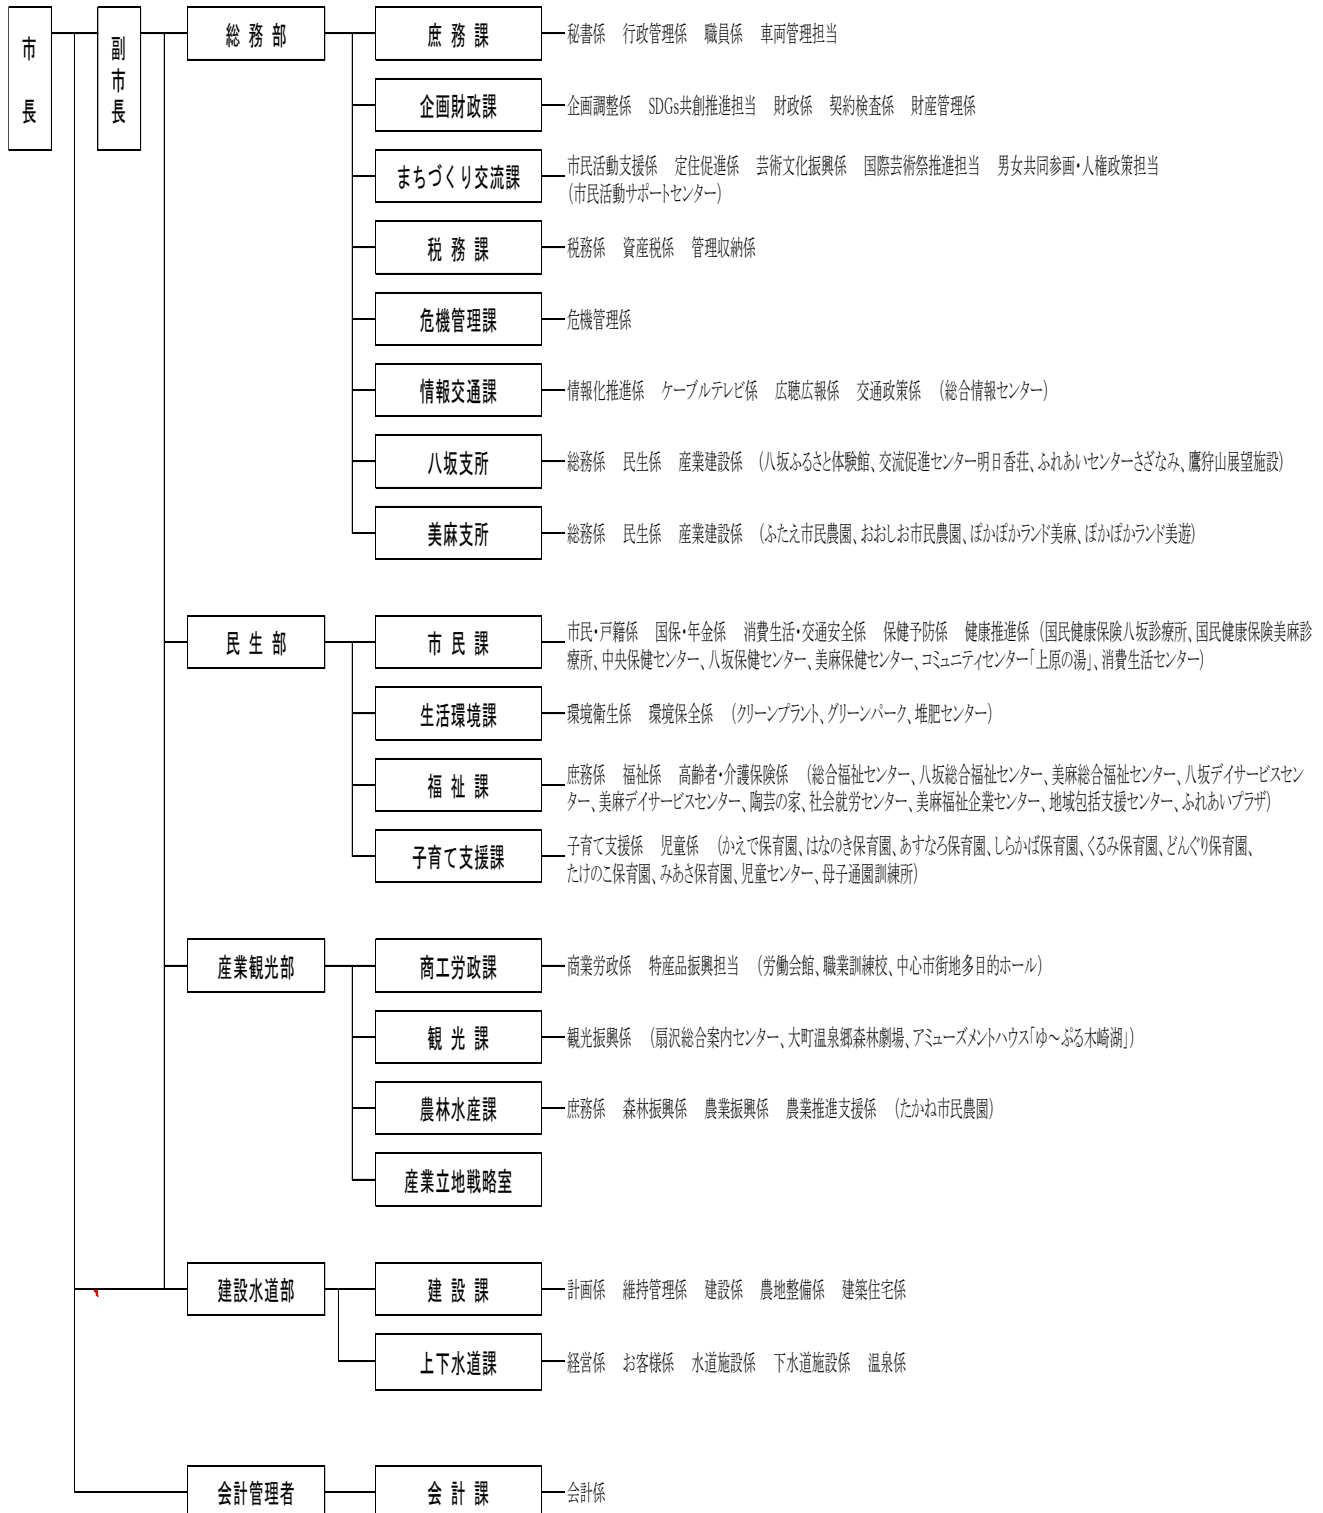 市長
副市長
総務部
庶務課
秘書係 行政管理係 職員係 車両管理担当
企画財政課
企画調整係 SDGs共創推進担当 財政係 契約検査係 財産管理係
まちづくり交流課
市民活動支援係 定住促進係 芸術文化振興係 国際芸術祭推進担当 男女共同参画・人権政策担当
(市民活動サポートセンター)
税務課
税務係 資産税係 管理収納係
危機管理課
危機管理係
情報交通課
情報化推進係 ケーブルテレビ係 広聴広報係 交通政策係 (総合情報センター)
八坂支所
総務係 民生係 産業建設係 (八坂ふるさと体験館、交流促進センター明日香荘、ふれあいセンターさざなみ、鷹狩山展望施設)
美麻支所
総務係 民生係 産業建設係 (ふたえ市民農園、おおしお市民農園、ぽかぽかランド美麻、ぽかぽかランド美遊)
民生部
市民課
市民・戸籍係 国保・年金係 消費生活・交通安全係 保健予防係 健康推進係 (国民健康保険八坂診療所、国民健康保険美麻診
療所、中央保健センター、八坂保健センター、美麻保健センター、コミュニティセンター「上原の湯」、消費生活センター)
生活環境課
環境衛生係 環境保全係 (クリーンプラント、グリーンパーク、堆肥センター)
福祉課
庶務係 福祉係 高齢者・介護保険係 (総合福祉センター、八坂総合福祉センター、美麻総合福祉センター、八坂デイサービスセン
ター、美麻デイサービスセンター、陶芸の家、社会就労センター、美麻福祉企業センター、地域包括支援センター、ふれあいプラザ)
子育て支援課
子育て支援係 児童係 (かえで保育園、はなのき保育園、あすなろ保育園、しらかば保育園、くるみ保育園、どんぐり保育園、
たけのこ保育園、みあさ保育園、児童センター、母子通園訓練所)
産業観光部
商工労政課
商業労政係 特産品振興担当 (労働会館、職業訓練校、中心市街地多目的ホール)
観光課
観光振興係 (扇沢総合案内センター、大町温泉郷森林劇場、アミューズメントハウス「ゆ〜ぷる木崎湖」)
農林水産課
庶務係 森林振興係 農業振興係 農業推進支援係 (たかね市民農園)
産業立地戦略室
建設水道部
建設課
計画係 維持管理係 建設係 農地整備係 建築住宅係
上下水道課
経営係 お客様係 水道施設係 下水道施設係 温泉係
会計管理者
会計課
会計係